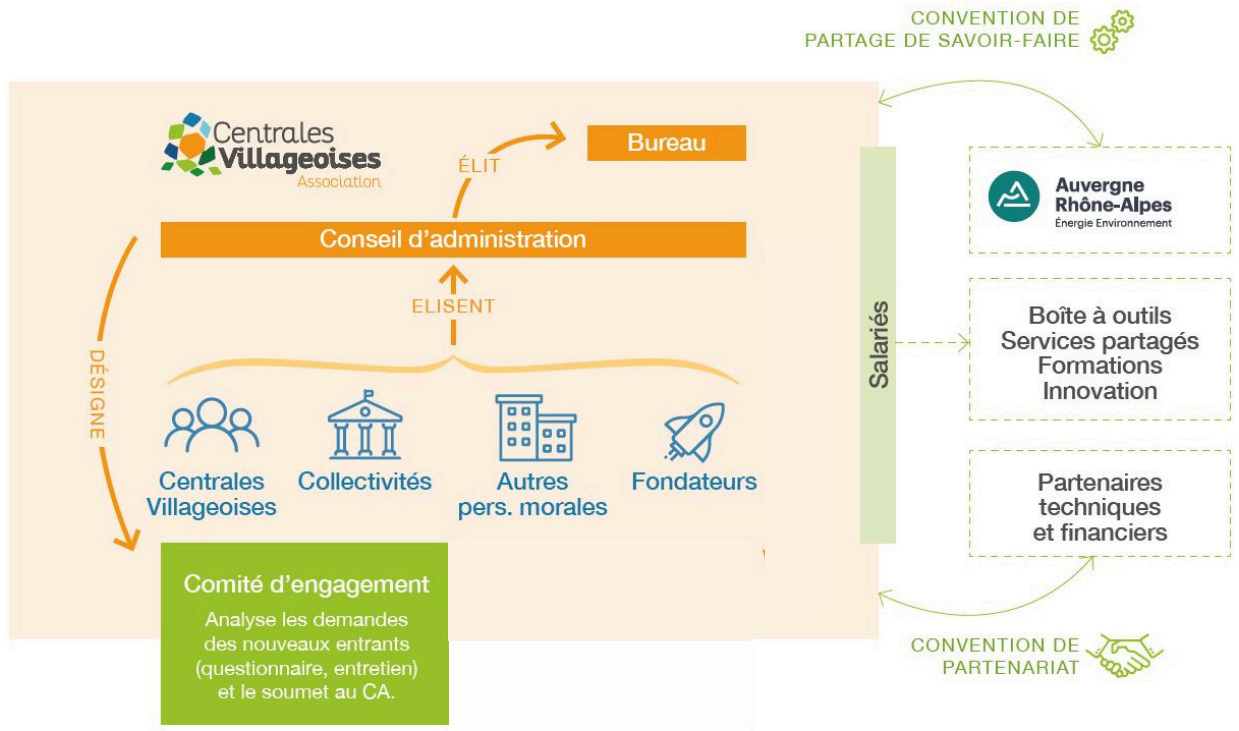 CONVENTION DE
PARTAGE DE SAVOIR-FAIRE
Centrales
Villageoises
Association
ÉLIT
Bureau
Conseil d'administration
ELISENT
DÉSIGNE
Centrales
Villageoises
Collectivités
Autres
pers. morales
Fondateurs
Comité d'engagement
Analyse les demandes
des nouveaux entrants
(questionnaire, entretien)
et le soumet au CA.
Salariés
Auvergne
Rhône-Alpes
Énergie Environnement
Boîte à outils
Services partagés
Formations
Innovation
Partenaires
techniques
et financiers
CONVENTION DE
PARTENARIAT